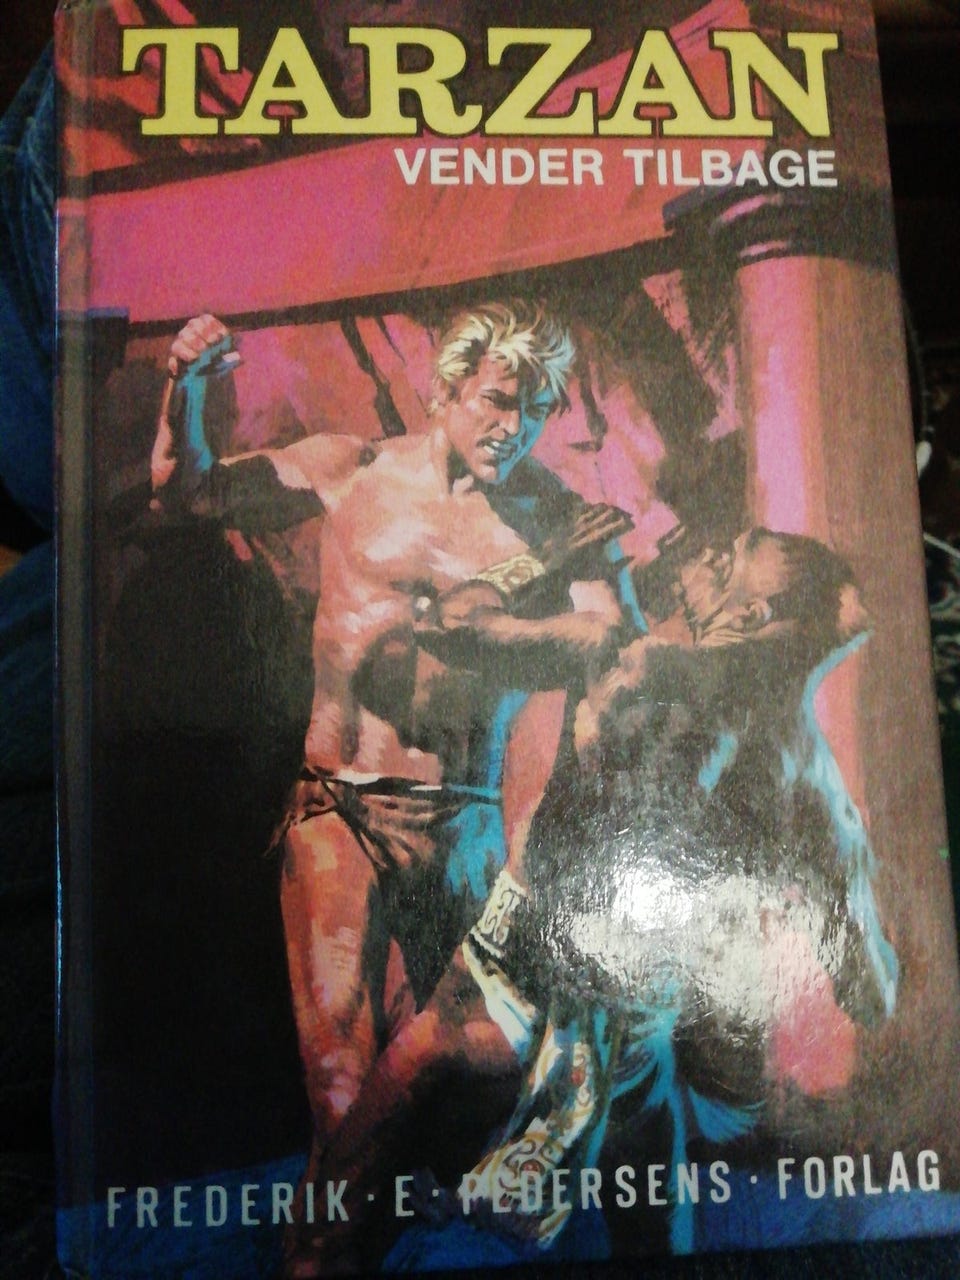 TARZAN
VENDER TILBAGE
FREDERIK · E · PEDERSENS · FORLAG